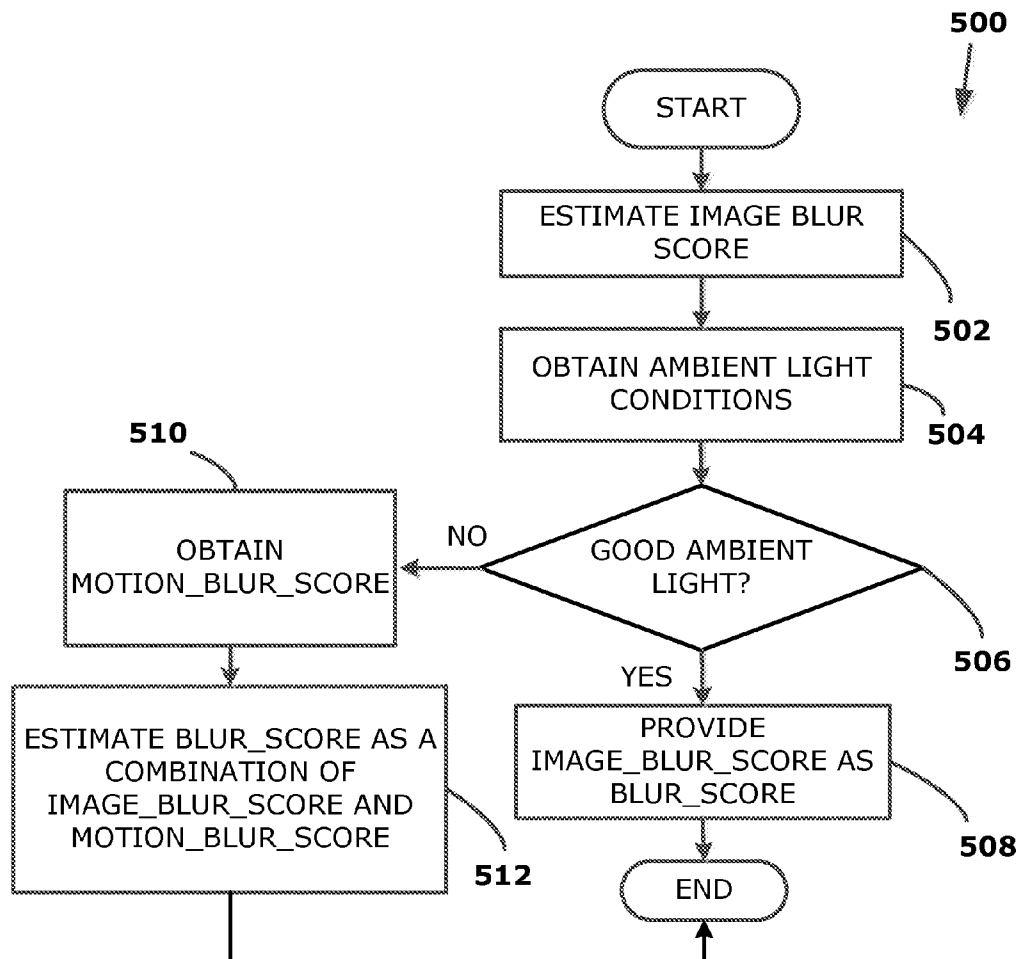 500
START
ESTIMATE IMAGE BLUR
SCORE
502
OBTAIN AMBIENT LIGHT
CONDITIONS
504
GOOD AMBIENT
LIGHT?
506
NO
510
OBTAIN
MOTION_BLUR_SCORE
ESTIMATE BLUR_SCORE AS A
COMBINATION OF
IMAGE_BLUR_SCORE AND
MOTION_BLUR_SCORE
512
YES
PROVIDE
IMAGE_BLUR_SCORE AS
BLUR_SCORE
508
END